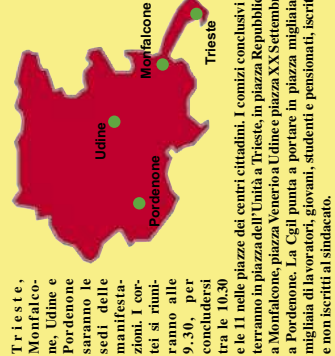 Trieste,
Monfalco-
ne, Udine e
Pordenone
saranno le
sedi delle
manifesta-
zioni. I cor-
tei si riuni-
ranno alle
9.30, per
concludersi
tra le 10.30
e le 11 nelle piazze dei centri cittadini. I comizi conclusivi
terranno in piazza dell'Unità a Trieste, in piazza Repubblic
a Monfalcone, piazza Venerio a Udine e piazza XX Settemb
a Pordenone. La Cgil punta a portare in piazza migliaia
migliaia di lavoratori, giovani, studenti e pensionati, iscrit
iscritti al sindacato.
Pordenone
Udine
Monfalcone
Trieste